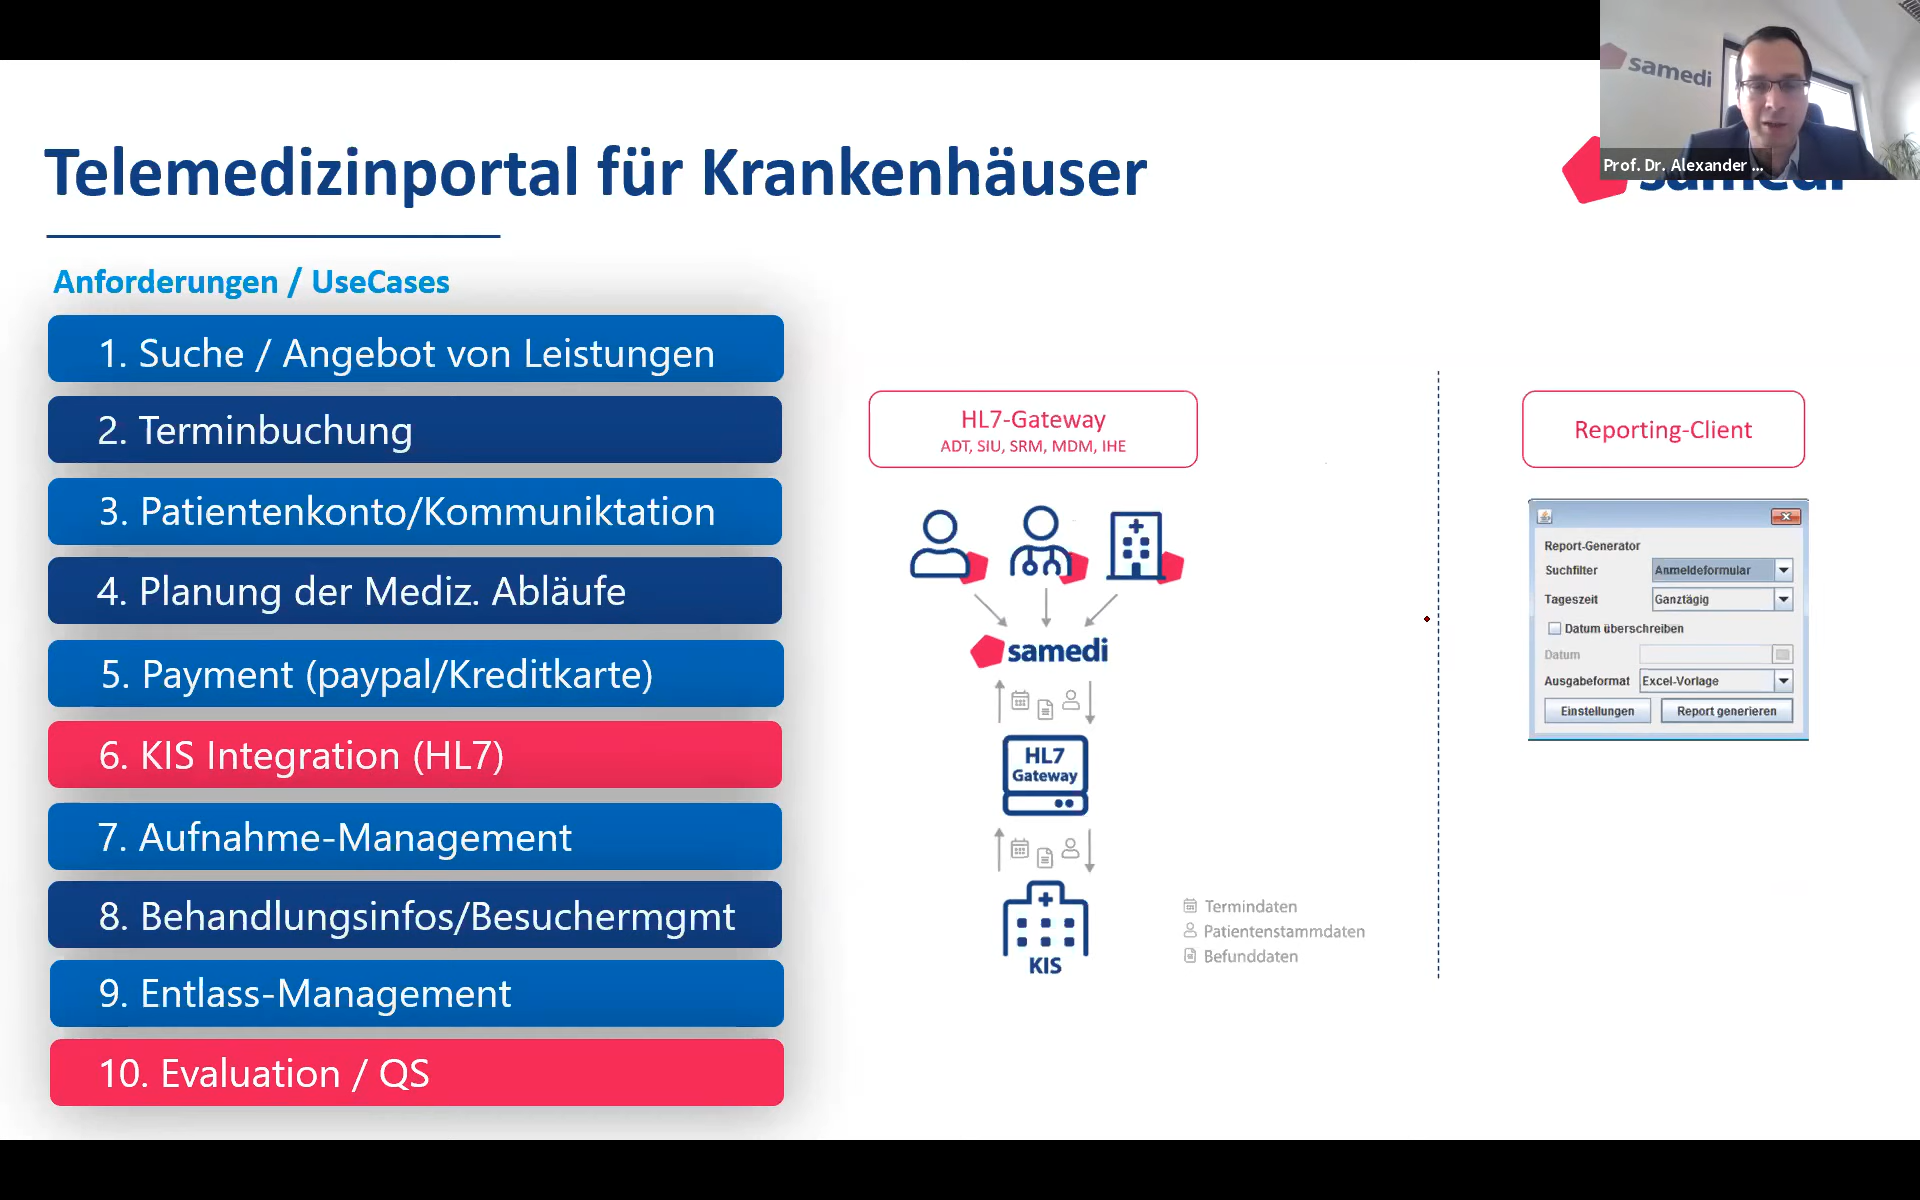 samedi
Prof. Dr. Alexander ...
Telemedizinportal für Krankenhäuser
samedi
Anforderungen / UseCases
1. Suche / Angebot von Leistungen
2. Terminbuchung
3. Patientenkonto/Kommuniktation
4. Planung der Mediz. Abläufe
5. Payment (paypal/Kreditkarte)
6. KIS Integration (HL7)
7. Aufnahme-Management
8. Behandlungsinfos/Besuchermgmt
9. Entlass-Management
10. Evaluation / QS
HL7-Gateway
ADT, SIU, SRM, MDM, IHE
samedi
HL7
Gateway
KIS
Termindaten
Patientenstammdaten
Befunddaten
Reporting-Client
Report-Generator
Suchfilter Anmeldeformular
Tageszeit Ganztägig
Datum überschreiben
Datum
Ausgabeformat Excel-Vorlage
Einstellungen Report generieren